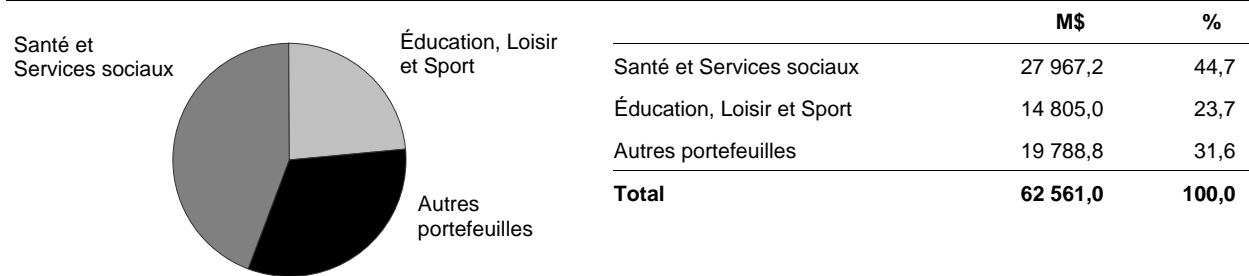 Santé et
Services sociaux
Éducation, Loisir
et Sport
Autres
portefeuilles
M$ %
Santé et Services sociaux 27 967,2 44,7
Éducation, Loisir et Sport 14 805,0 23,7
Autres portefeuilles 19 788,8 31,6
Total 62 561,0 100,0